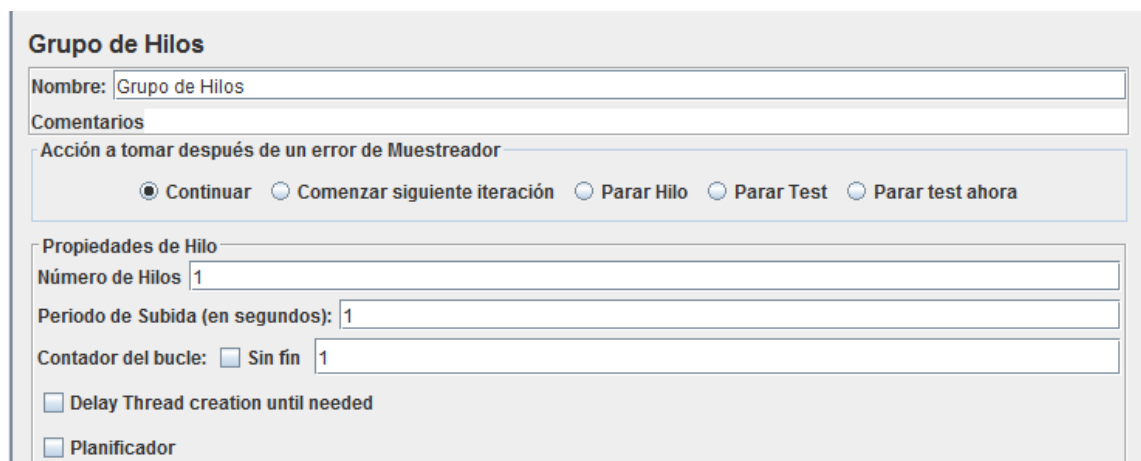 Grupo de Hilos
Nombre: Grupo de Hilos
Comentarios
Acción a tomar después de un error de Muestreador
Continuar Comenzar siguiente iteración Parar Hilo Parar Test Parar test ahora
Propiedades de Hilo
Número de Hilos 1
Periodo de Subida (en segundos): 1
Contador del bucle: Sin fín 1
Delay Thread creation until needed
Planificador